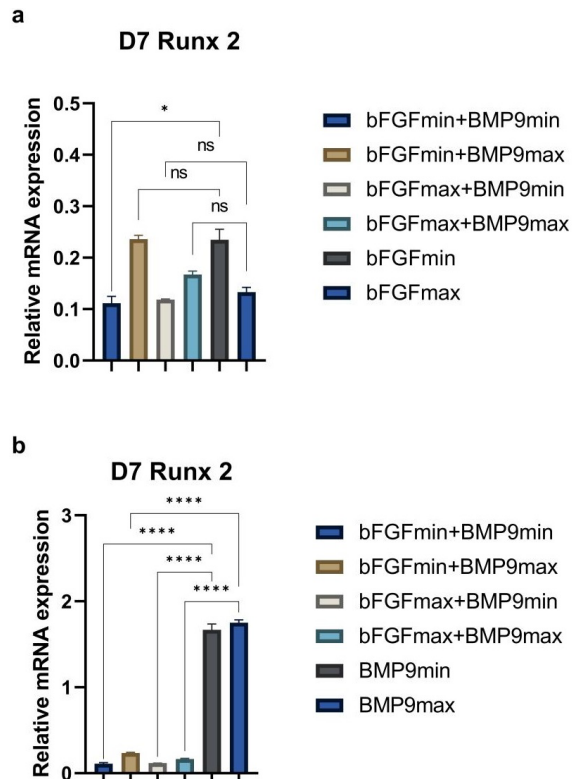 a
D7 Runx 2
Relative mRNA expression
0.5
0.4
0.3
0.2
0.1
0.0
*
ns
ns
ns
bFGFmin+BMP9min
bFGFmin+BMP9max
bFGFmax+BMP9min
bFGFmax+BMP9max
bFGFmin
bFGFmax
b
D7 Runx 2
Relative mRNA expression
3
2
1
0
****
****
****
****
bFGFmin+BMP9min
bFGFmin+BMP9max
bFGFmax+BMP9min
bFGFmax+BMP9max
BMP9min
BMP9max